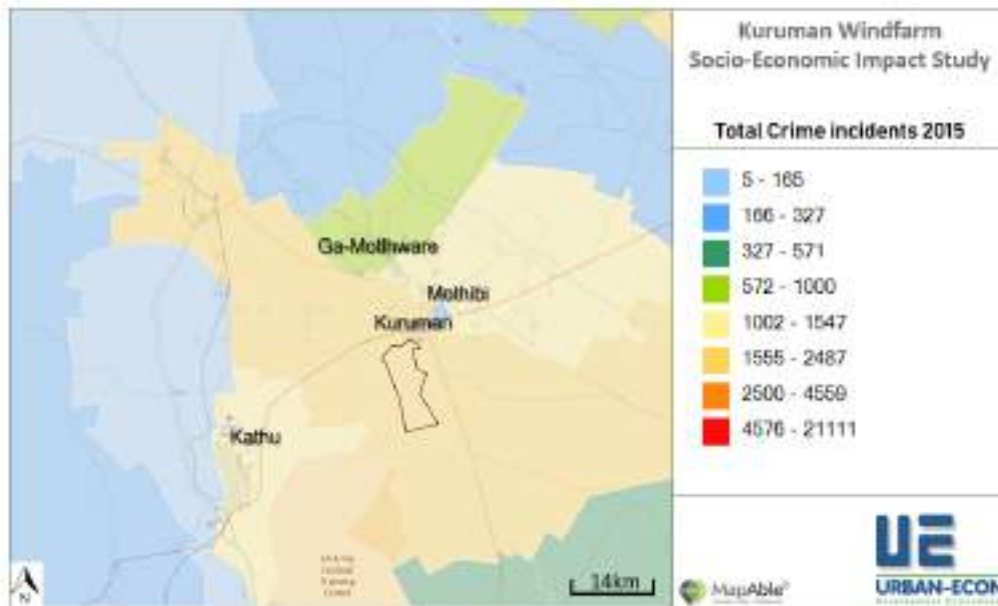 Kuruman Windfarm
Socio-Economic Impact Study
Total Crime incidents 2015
5 - 165
166 - 327
327 - 571
572 - 1000
1002 - 1547
1555 - 2487
2500 - 4559
4576 - 21111
Ga-Motlhware
Mothibi
Kuruman
Kathu
N
14km
MapAble
UE
URBAN-ECON